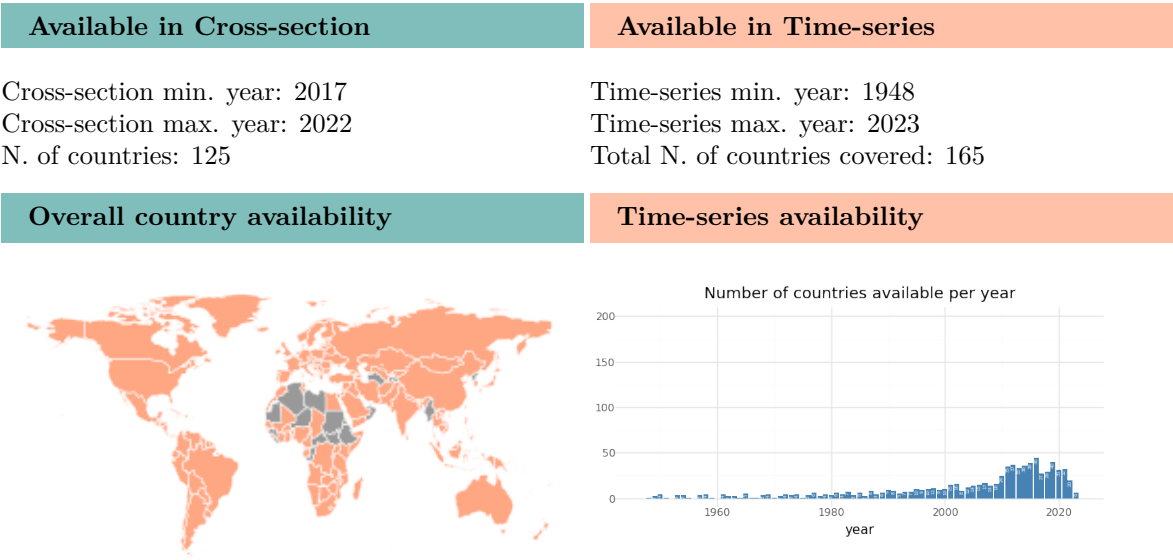 Available in Cross-section
Available in Time-series
Cross-section min. year: 2017
Cross-section max. year: 2022
N. of countries: 125
Time-series min. year: 1948
Time-series max. year: 2023
Total N. of countries covered: 165
Overall country availability
Time-series availability
Number of countries available per year
200
150
100
50
0
1960
1980
2000
2020
year